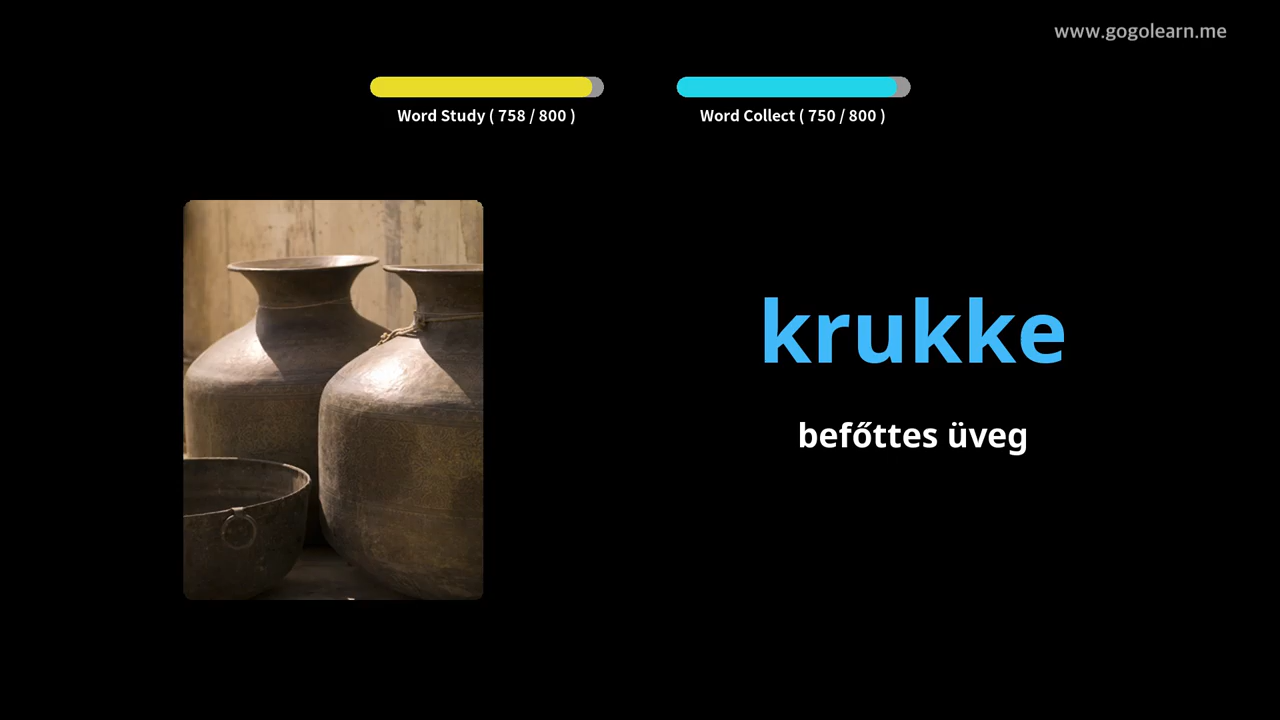 www.gogolearn.me
Word Study ( 758 / 800 )
Word Collect ( 750 / 800 )
krukke
befőttes üveg